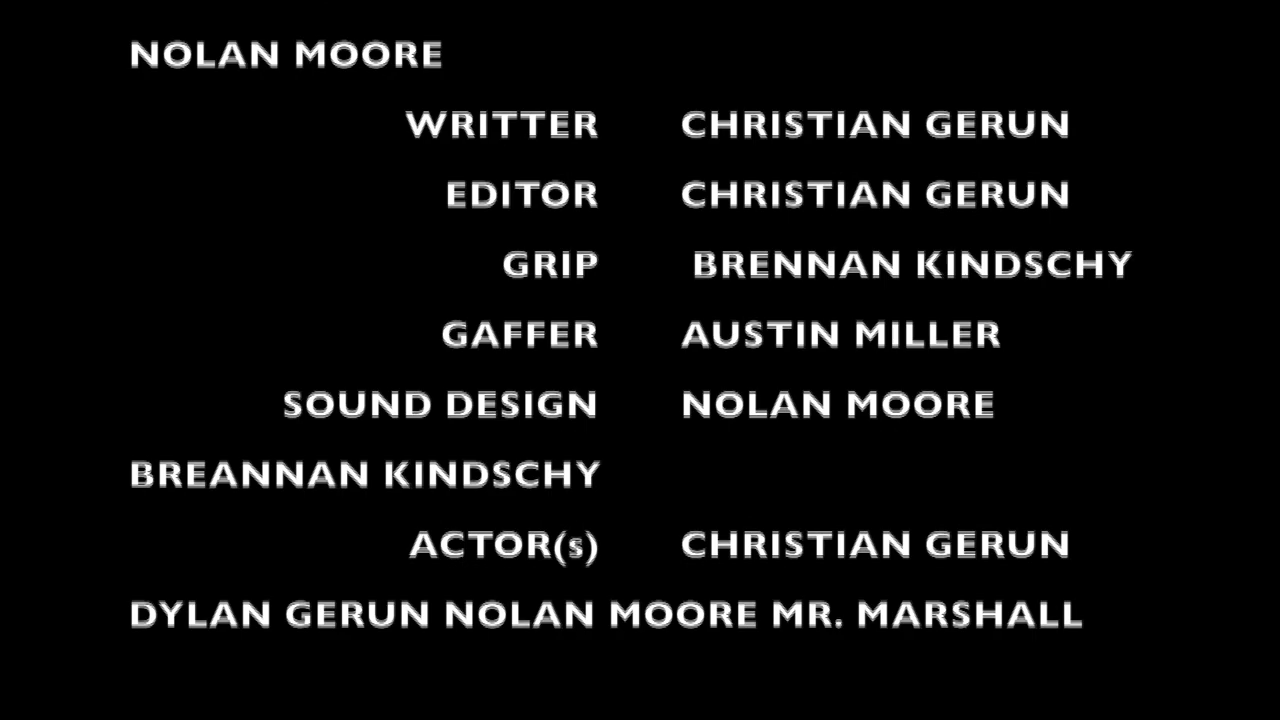 NOLAN MOORE
WRITTER CHRISTIAN GERUN
EDITOR CHRISTIAN GERUN
GRIP BRENNAN KINDSCHY
GAFFER AUSTIN MILLER
SOUND DESIGN NOLAN MOORE
BREANNAN KINDSCHY
ACTOR(s) CHRISTIAN GERUN
DYLAN GERUN NOLAN MOORE MR. MARSHALL